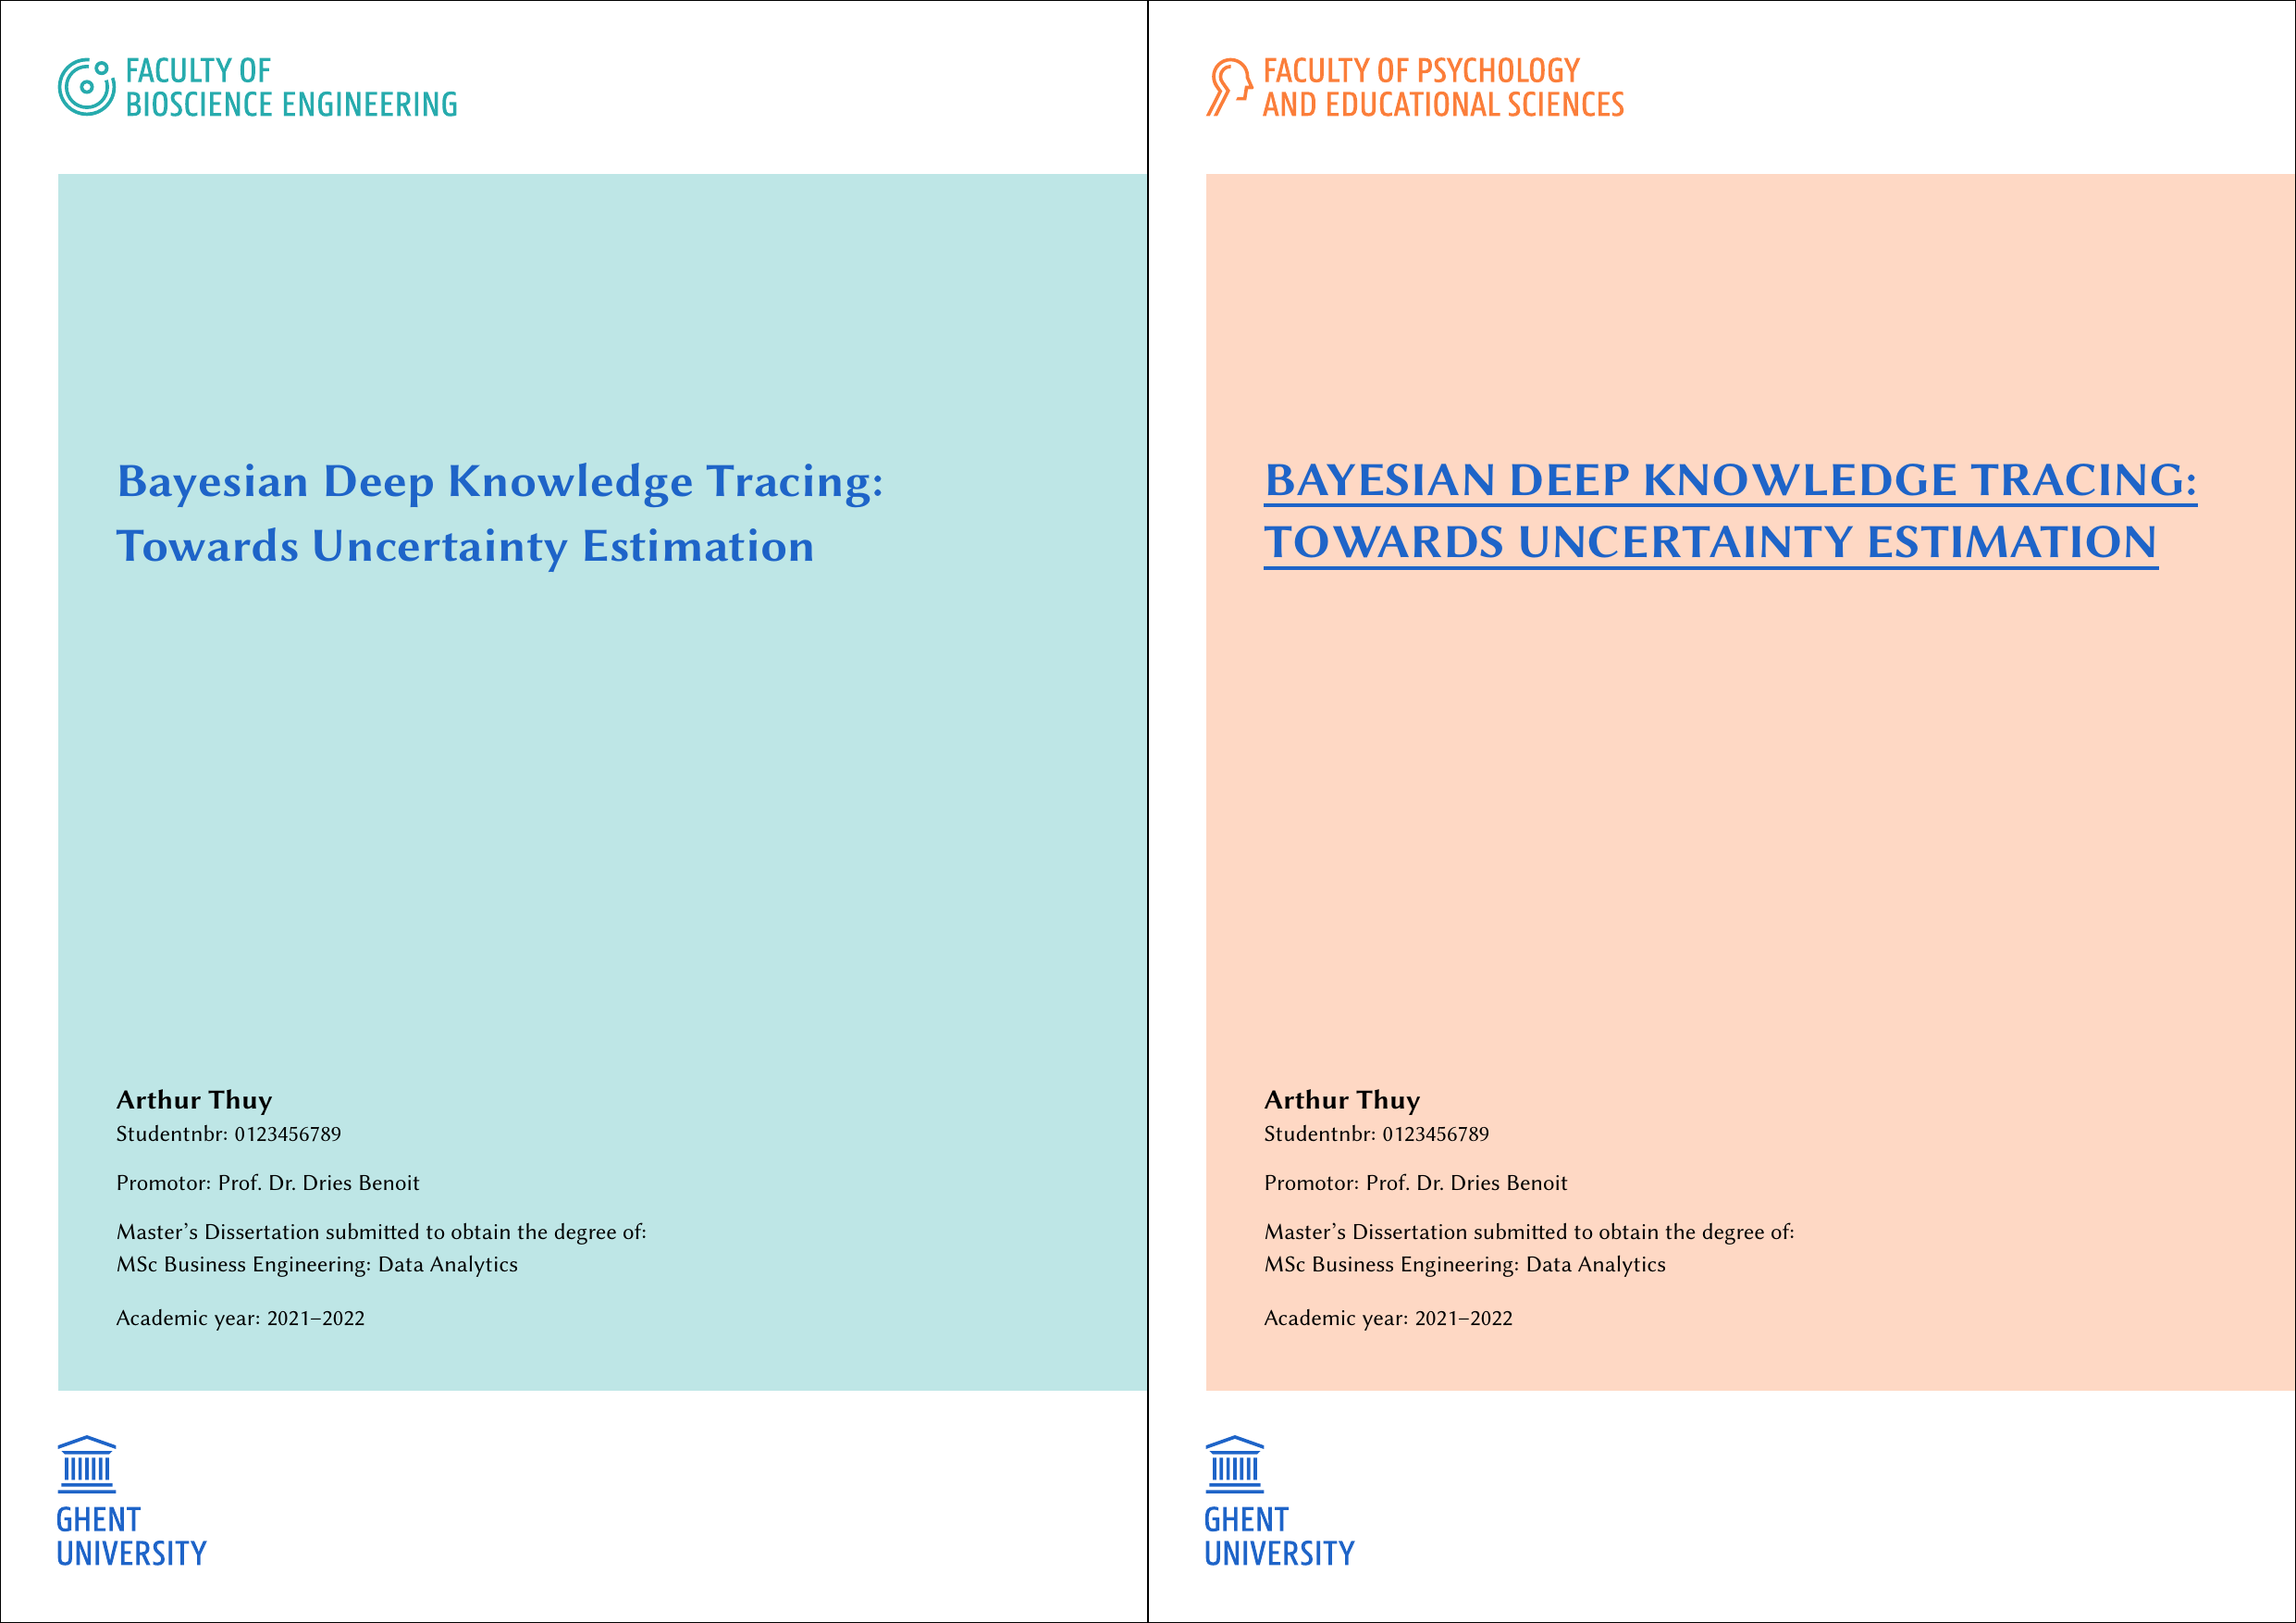 FACULTY OF
BIOSCIENCE ENGINEERING
Bayesian Deep Knowledge Tracing:
Towards Uncertainty Estimation
Arthur Thuy
Studentnbr: 0123456789
Promotor: Prof. Dr. Dries Benoit
Master’s Dissertation submitted to obtain the degree of:
MSc Business Engineering: Data Analytics
Academic year: 2021–2022
GHENT
UNIVERSITY
FACULTY OF PSYCHOLOGY
AND EDUCATIONAL SCIENCES
BAYESIAN DEEP KNOWLEDGE TRACING:
TOWARDS UNCERTAINTY ESTIMATION
Arthur Thuy
Studentnbr: 0123456789
Promotor: Prof. Dr. Dries Benoit
Master’s Dissertation submitted to obtain the degree of:
MSc Business Engineering: Data Analytics
Academic year: 2021–2022
GHENT
UNIVERSITY